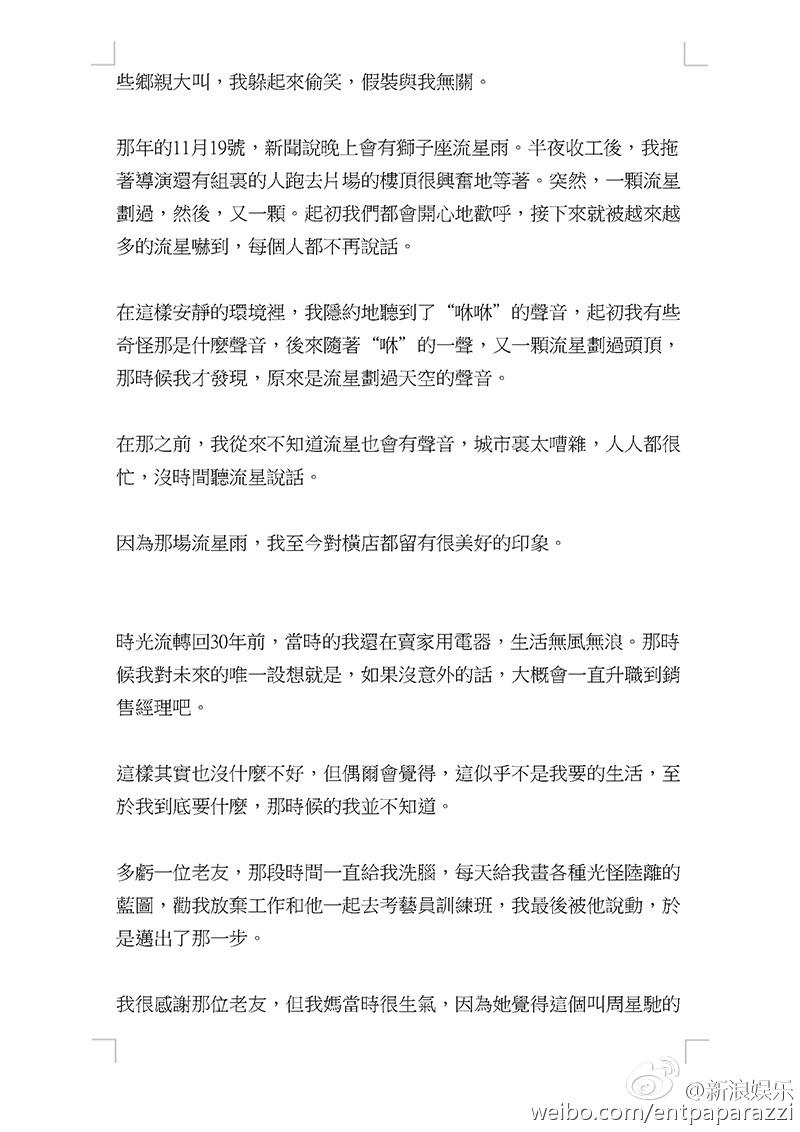 些鄉親大叫，我躲起來偷笑，假裝與我無關。
那年的11月19號，新聞說晚上會有獅子座流星雨。半夜收工後，我拖
著導演還有組裏的人跑去片場的樓頂很興奮地等著。突然，一顆流星
劃過，然後，又一顆。起初我們都會開心地歡呼，接下來就被越來越
多的流星嚇到，每個人都不再說話。
在這樣安靜的環境裡，我隱約地聽到了“咻咻”的聲音，起初我有些
奇怪那是什麼聲音，後來隨著“咻”的一聲，又一顆流星劃過頭頂，
那時候我才發現，原來是流星劃過天空的聲音。
在那之前，我從來不知道流星也會有聲音，城市裏太嘈雜，人人都很
忙，沒時間聽流星說話。
因為那場流星雨，我至今對橫店都留有很美好的印象。
時光流轉回30年前，當時的我還在賣家用電器，生活無風無浪。那時
候我對未來的唯一設想就是，如果沒意外的話，大概會一直升職到銷
售經理吧。
這樣其實也沒什麼不好，但偶爾會覺得，這似乎不是我要的生活，至
於我到底要什麼，那時候的我並不知道。
多虧一位老友，那段時間一直給我洗腦，每天給我畫各種光怪陸離的
藍圖，勸我放棄工作和他一起去考藝員訓練班，我最後被他說動，於
是邁出了那一步。
我很感謝那位老友，但我媽當時很生氣，因為她覺得這個叫周星馳的
@新浪娱乐
weibo.com/entpaparazzi